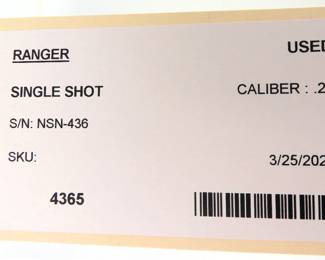 RANGER USED
SINGLE SHOT CALIBER : .2
S/N: NSN-436
SKU: 3/25/202
4365